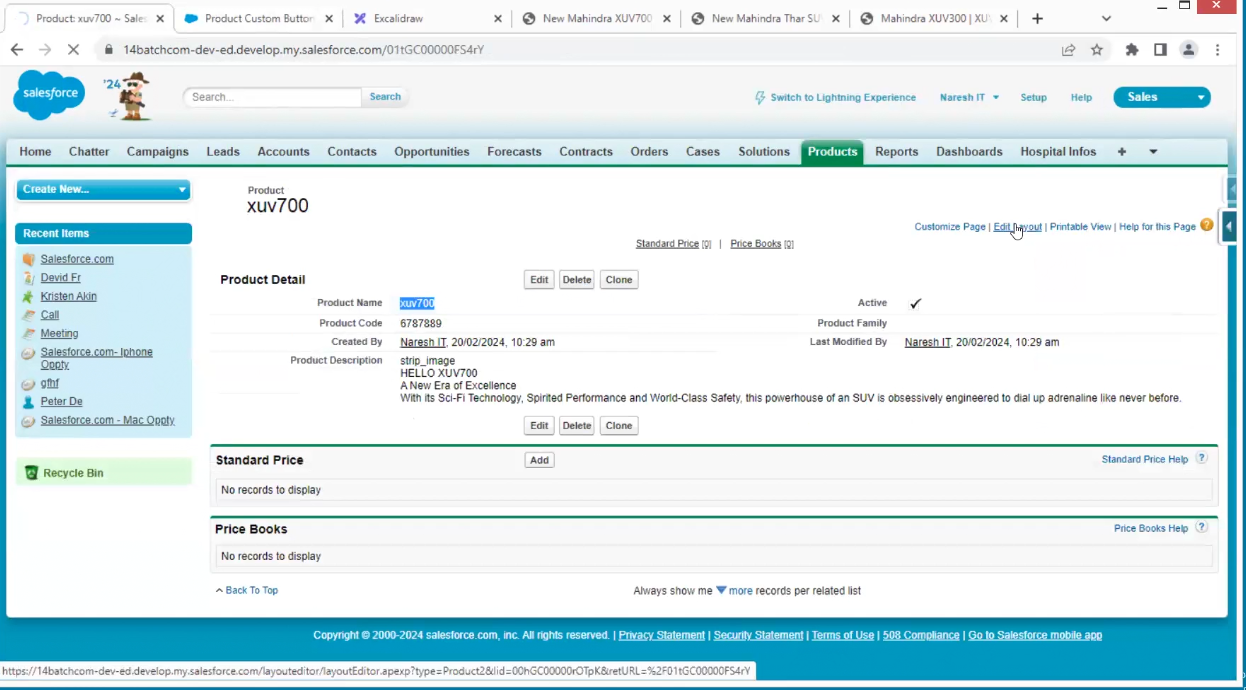 Product: xuv700 ~ Sales
Product Custom Button
Excalidraw
New Mahindra XUV700
New Mahindra Thar SU
Mahindra XUV300 | XU
14batchcom-dev-ed.develop.my.salesforce.com/01tGC00000FS4rY
salesforce
'24
Search...
Search
Switch to Lightning Experience
Naresh IT
Setup
Help
Sales
Home
Chatter
Campaigns
Leads
Accounts
Contacts
Opportunities
Forecasts
Contracts
Orders
Cases
Solutions
Products
Reports
Dashboards
Hospital Infos
Create New...
Recent Items
Salesforce.com
Devid Fr
Kristen Akin
Call
Meeting
Salesforce.com- Iphone
Oppty
gfhf
Peter De
Salesforce.com - Mac Oppty
Recycle Bin
Product
xuv700
Customize Page | Edit Layout | Printable View | Help for this Page
Standard Price [0] | Price Books [0]
Product Detail
Edit
Delete
Clone
Product Name xuv700
Active
Product Code 6787889
Product Family
Created By Naresh IT, 20/02/2024, 10:29 am
Last Modified By Naresh IT, 20/02/2024, 10:29 am
Product Description strip_image
HELLO XUV700
A New Era of Excellence
With its Sci-Fi Technology, Spirited Performance and World-Class Safety, this powerhouse of an SUV is obsessively engineered to dial up adrenaline like never before.
Edit
Delete
Clone
Standard Price
Add
Standard Price Help ?
No records to display
Price Books
Price Books Help ?
No records to display
Back To Top
Always show me more records per related list
Copyright © 2000-2024 salesforce.com, inc. All rights reserved. | Privacy Statement | Security Statement | Terms of Use | 508 Compliance | Go to Salesforce mobile app
https://14batchcom-dev-ed.develop.my.salesforce.com/layouteditor/layoutEditor.apexp?type=Product2&lid=00hGC00000rOTpK&retURL=%2F01tGC00000FS4rY